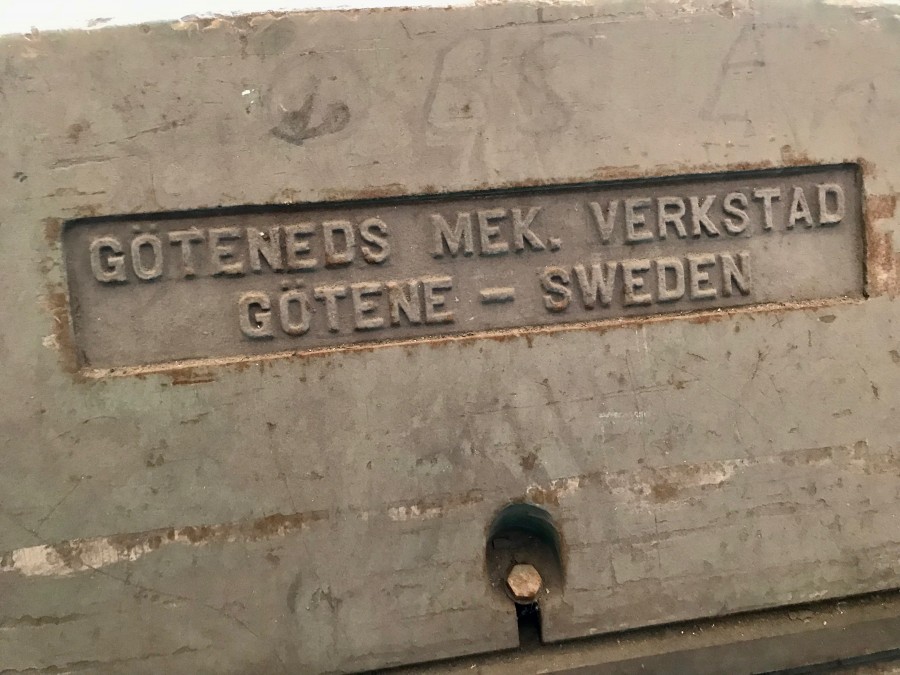 GÖTENEDS MEK. VERKSTAD
GÖTENE – SWEDEN